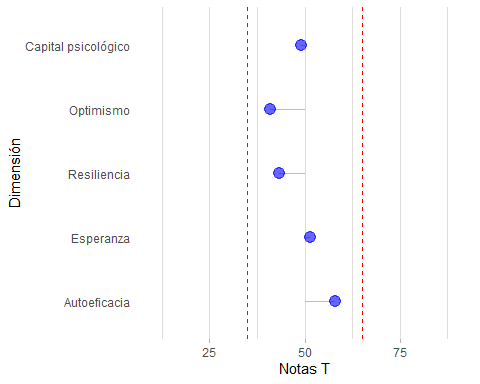 Capital psicológico
Optimismo
Resiliencia
Esperanza
Autoeficacia
Dimensión
25
50
75
Notas T